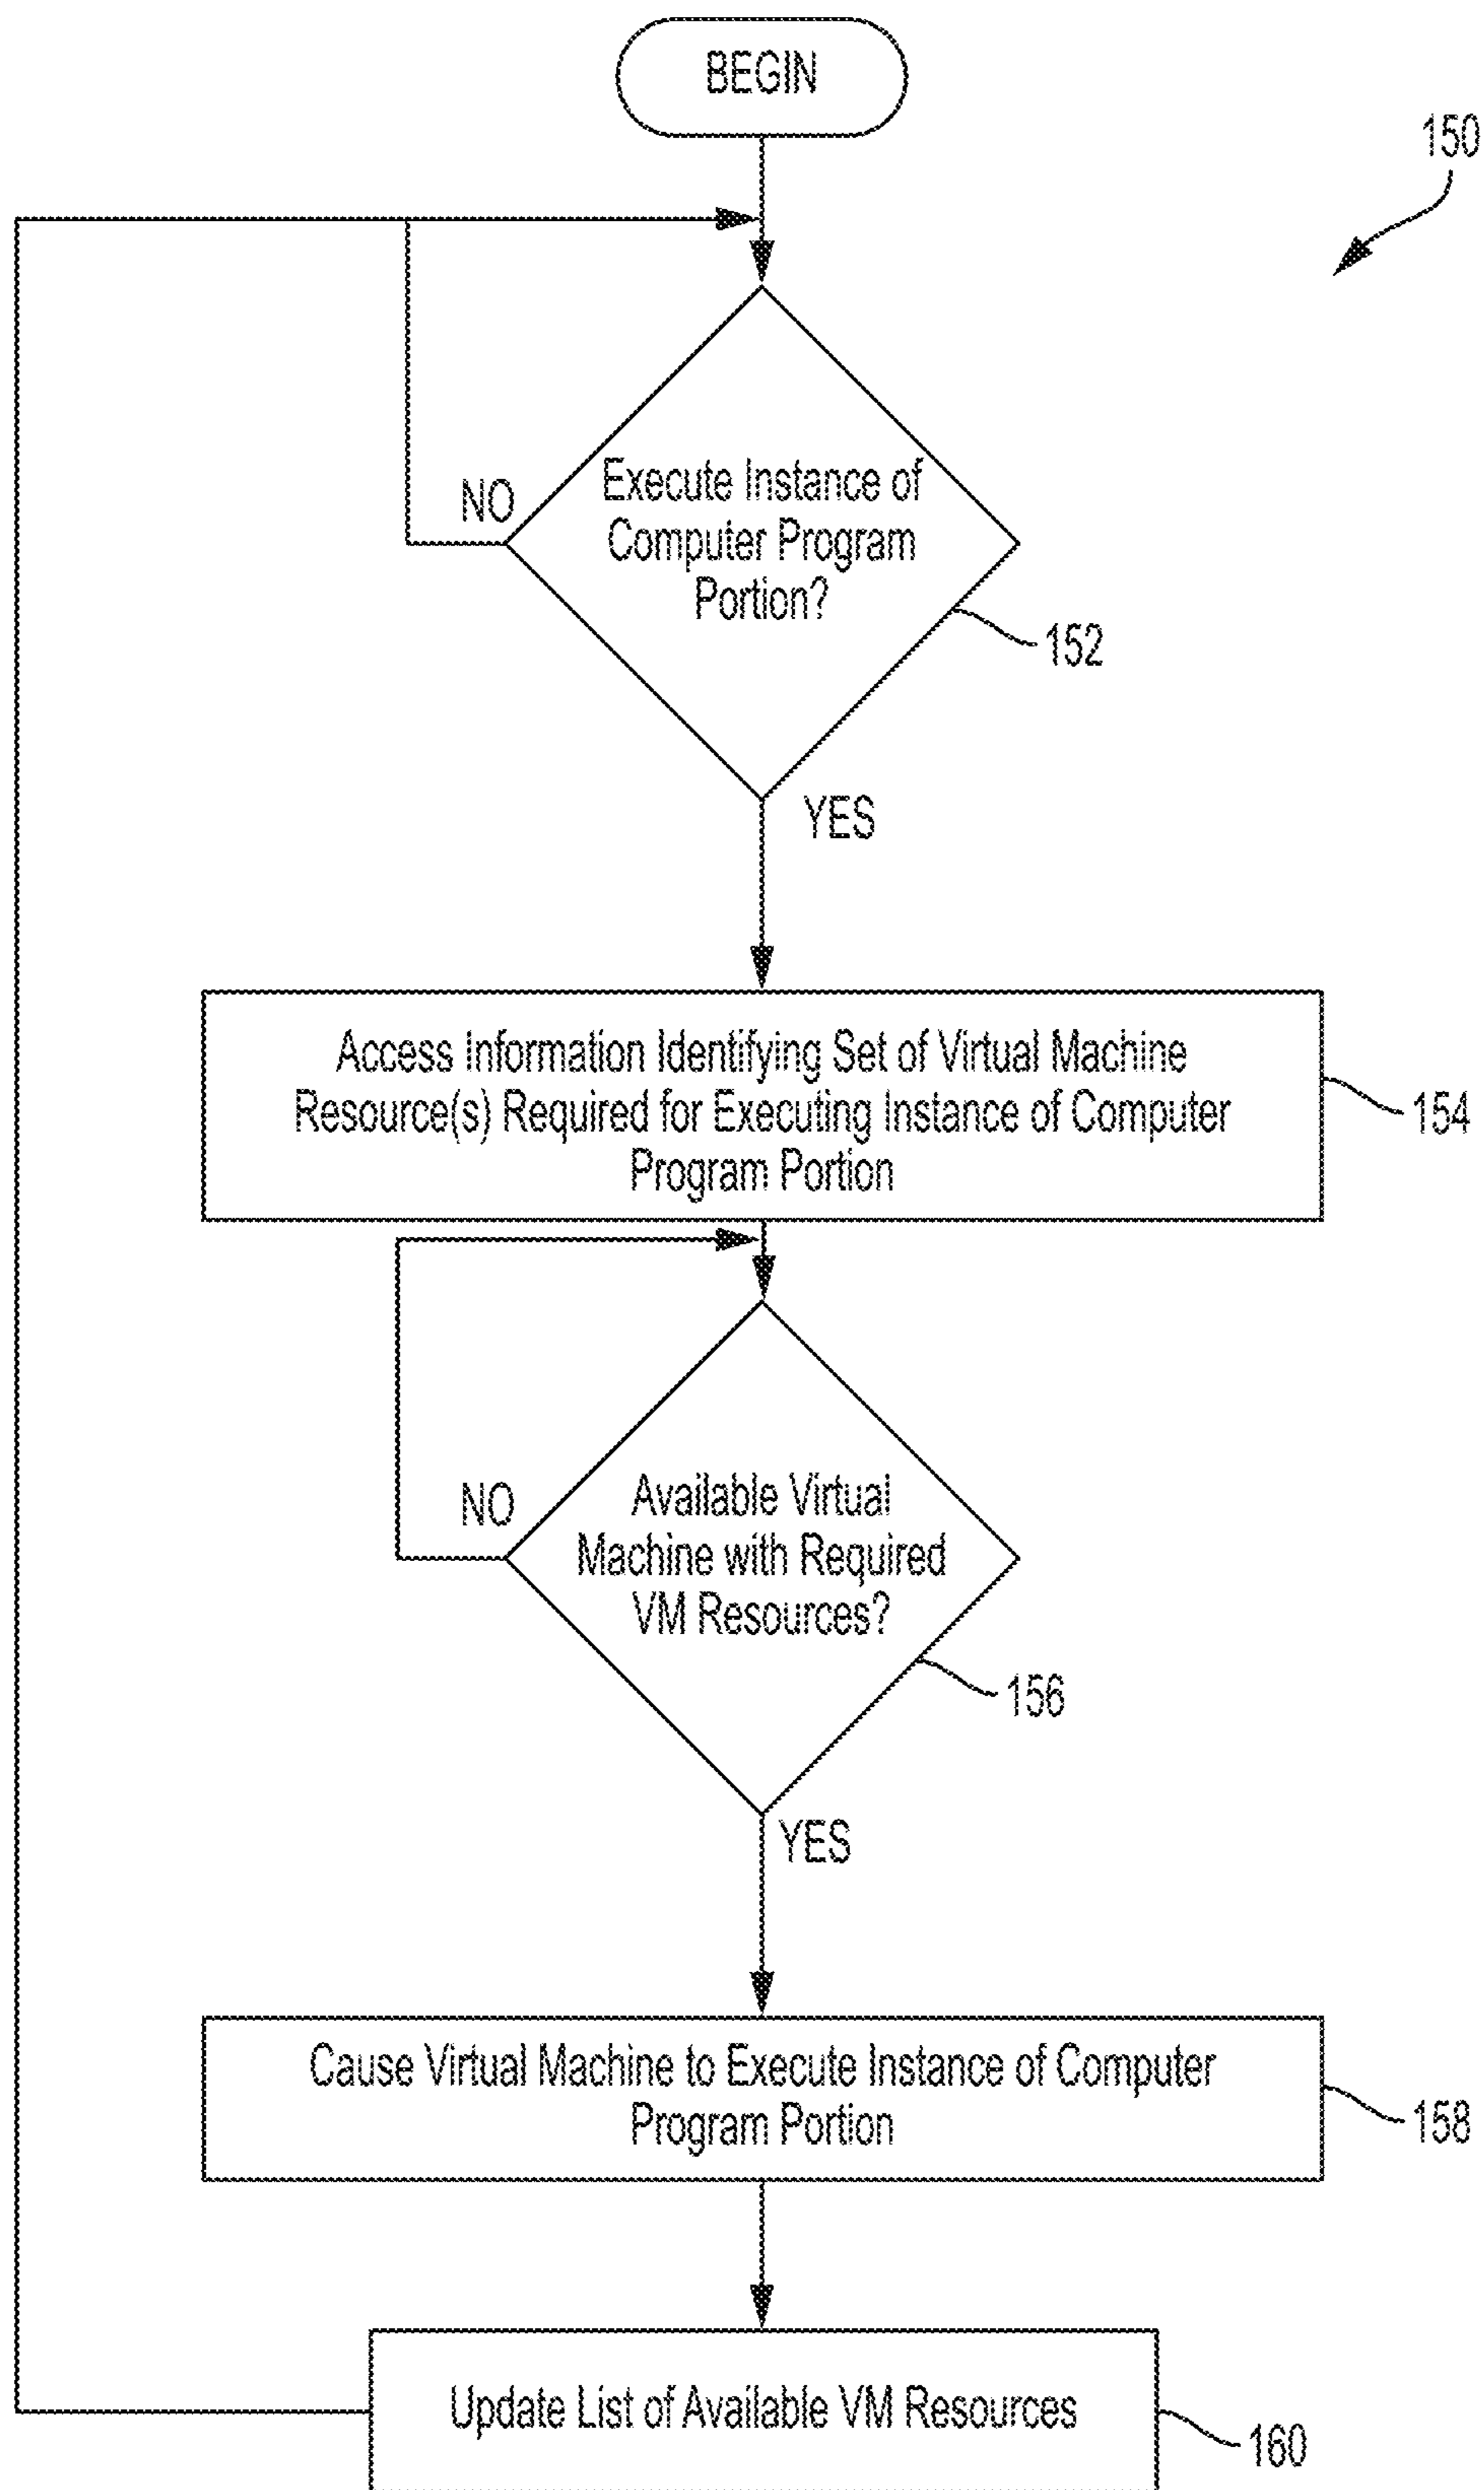 BEGIN
150
Execute Instance of
Computer Program
Portion?
NO
152
YES
Access Information Identifying Set of Virtual Machine
Resource(s) Required for Executing Instance of Computer
Program Portion
154
Available Virtual
Machine with Required
VM Resources?
NO
156
YES
Cause Virtual Machine to Execute Instance of Computer
Program Portion
158
Update List of Available VM Resources
160